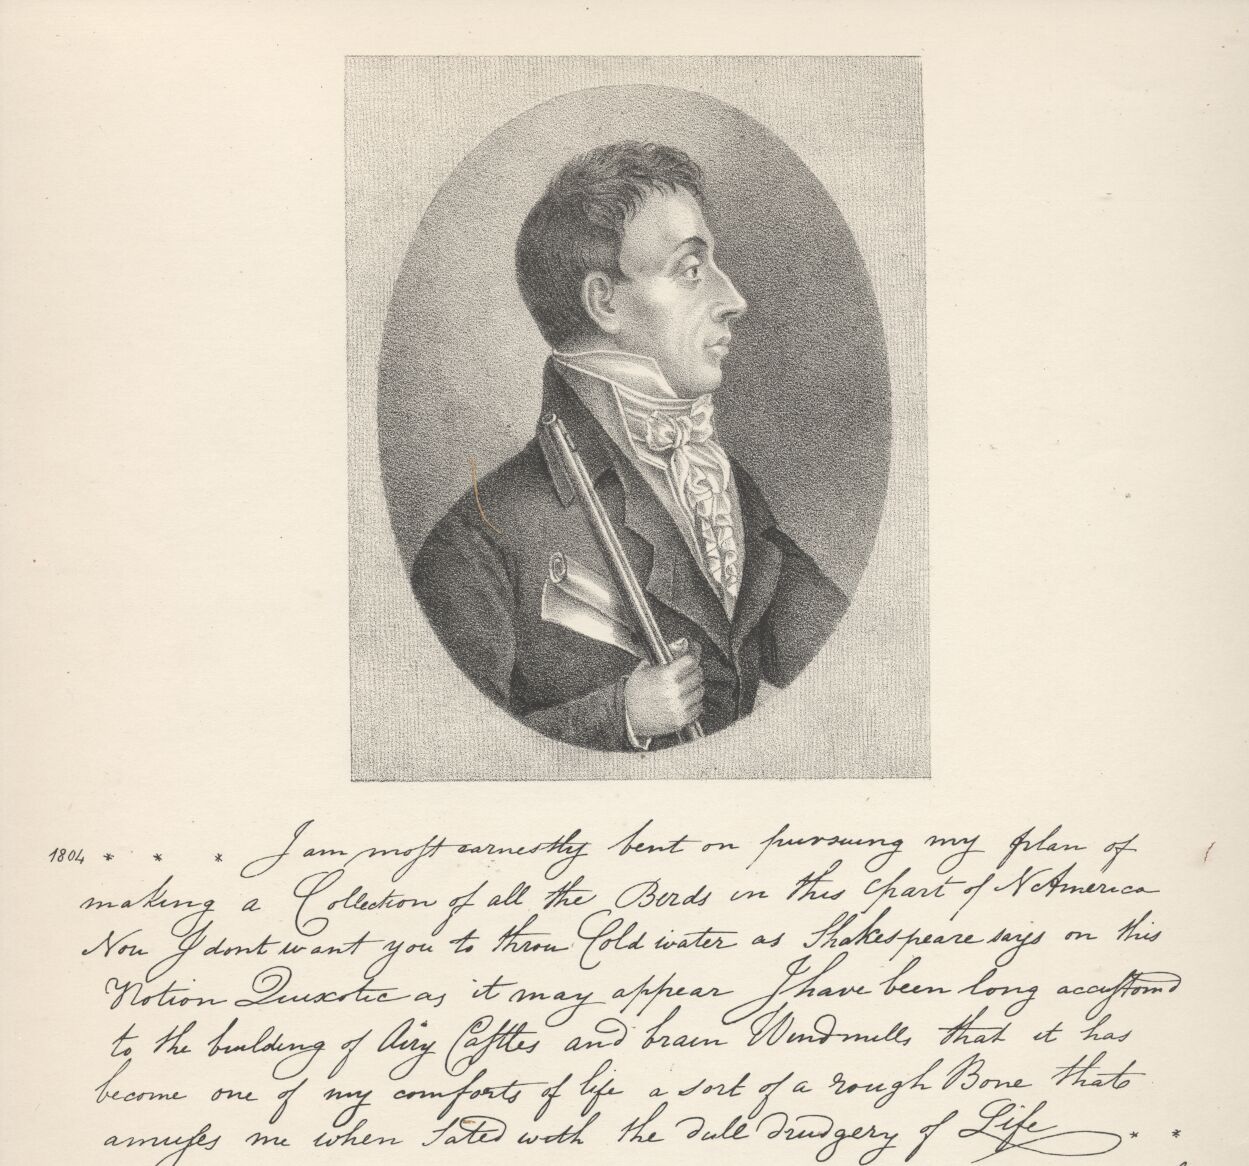 1804 * * * I am most earnestly bent on pursuing my plan of
making a Collection of all the Birds in this part of N America
Now I dont want you to throw Cold water as Shakespeare says on this
Notion Quixotic as it may appear I have been long accustomd
to the building of Airy Castles and brain Windmills that it has
become one of my comforts of life a sort of a rough Bone that
amuses me when Sated with the dull drudgery of Life * *